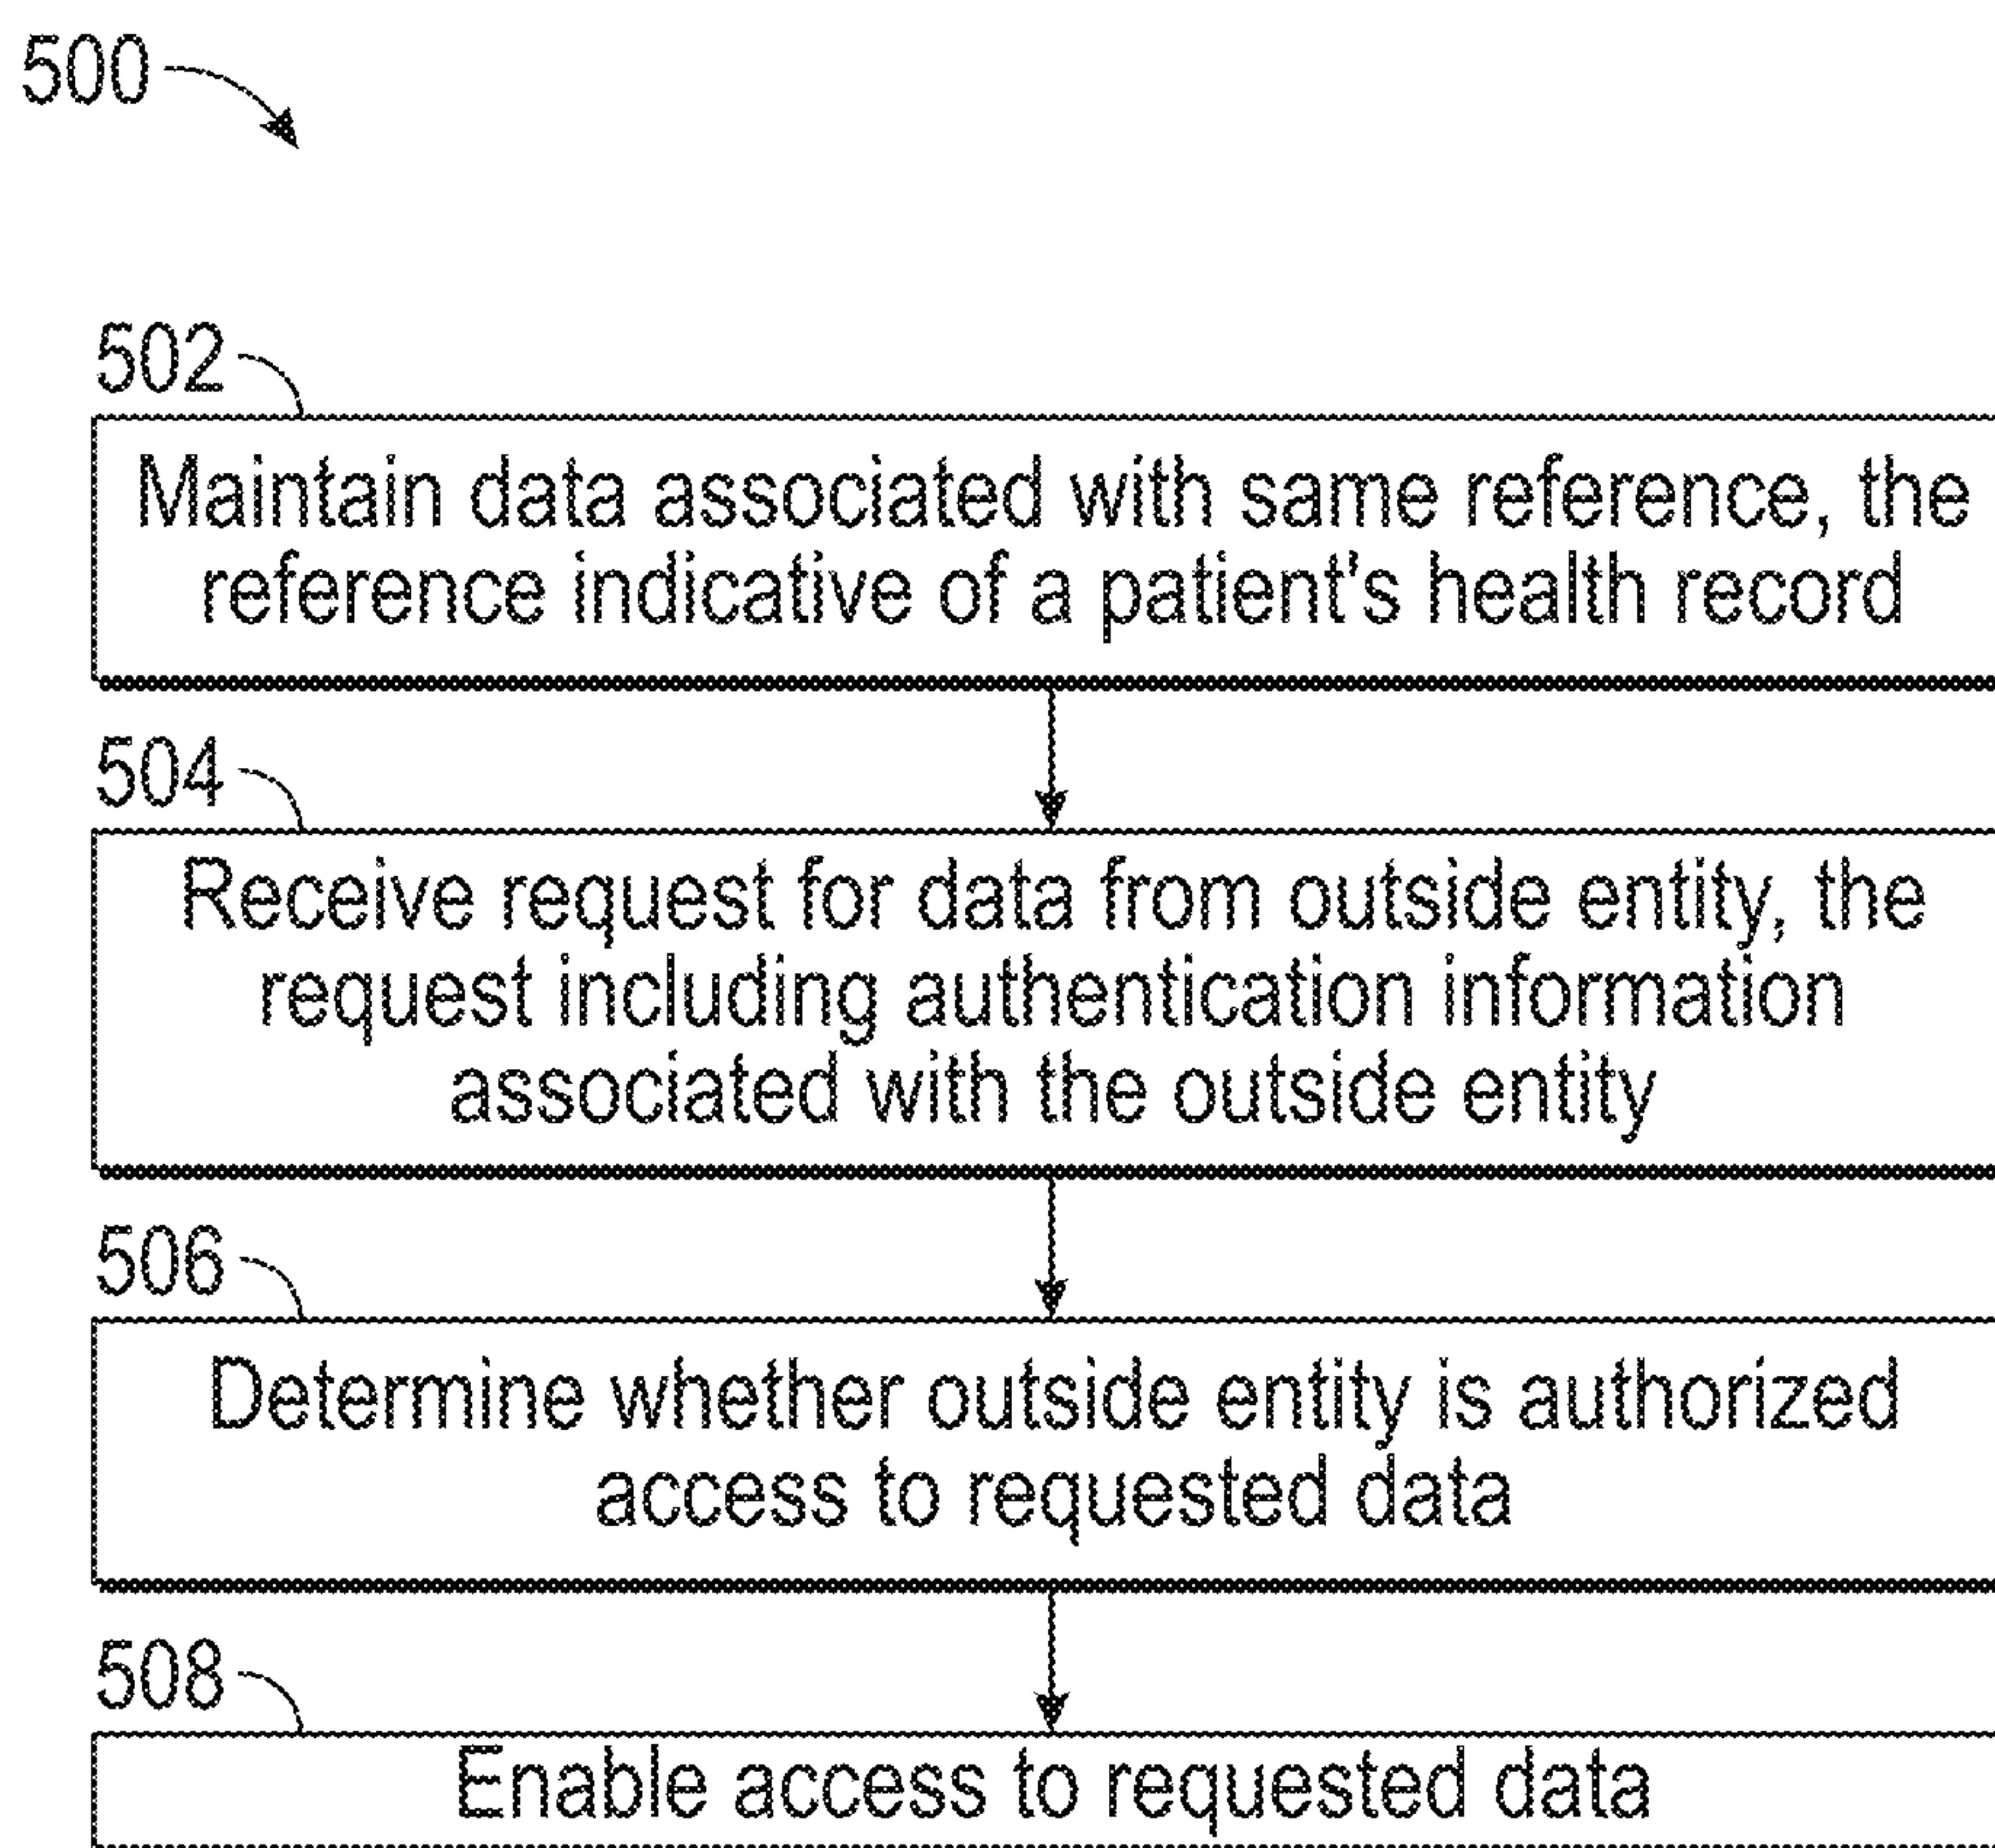 500
502
Maintain data associated with same reference, the
reference indicative of a patient's health record
504
Receive request for data from outside entity, the
request including authentication information
associated with the outside entity
506
Determine whether outside entity is authorized
access to requested data
508
Enable access to requested data